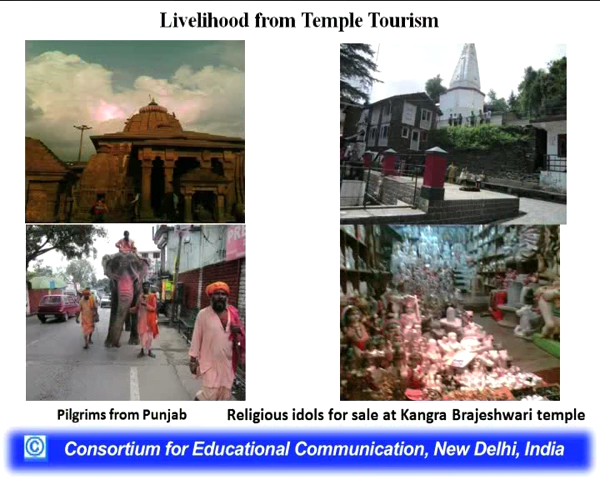 Livelihood from Temple Tourism
Pilgrims from Punjab
Religious idols for sale at Kangra Brajeshwari temple
© Consortium for Educational Communication, New Delhi, India